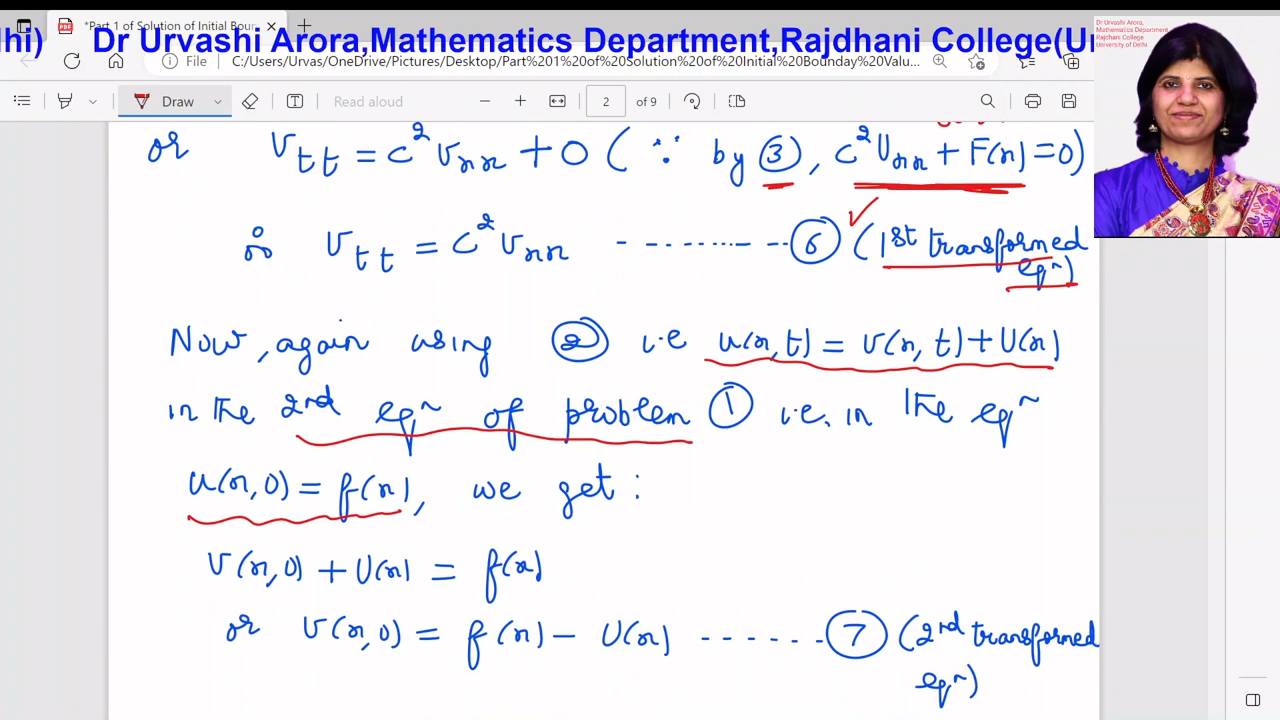 *Part 1 of Solution of Initial Bour
hi) Dr Urvashi Arora,Mathematics Department,Rajdhani College(U
Dr Urvashi Arora,
Mathematics Department,
Rajdhani College
University of Delhi
File C:/Users/Urvas/OneDrive/Pictures/Desktop/Part%201%20of%20Solution%20of%20Initial%20Bounday%20Valu...
Draw Read aloud 2 of 9
or V_tt = c² v_xx + 0 (∵ by ③, c² U_xx + F(x) = 0)
∴ V_tt = c² v_xx ---------- ⑥ (1st transformed
eqⁿ)
Now, again using ② i.e u(x,t) = v(x,t) + U(x)
in the 2nd eqⁿ of problem ① i.e. in the eqⁿ
u(x,0) = f(x), we get :
V(x,0) + U(x) = f(x)
or V(x,0) = f(x) - U(x) ------ ⑦ (2nd transformed
eqⁿ)